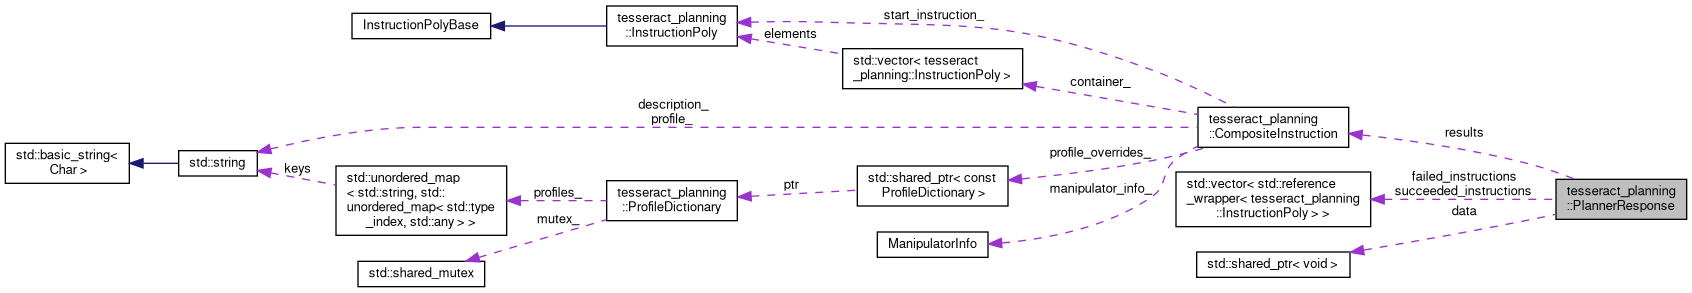 InstructionPolyBase
tesseract_planning
::InstructionPoly
start_instruction_
elements
std::vector< tesseract
_planning::InstructionPoly >
container_
description_
profile_
tesseract_planning
::CompositeInstruction
results
std::basic_string<
Char >
std::string
keys
std::unordered_map
< std::string, std::
unordered_map< std::type
_index, std::any > >
profiles_
mutex_
std::shared_mutex
tesseract_planning
::ProfileDictionary
ptr
std::shared_ptr< const
ProfileDictionary >
profile_overrides_
manipulator_info_
ManipulatorInfo
std::vector< std::reference
_wrapper< tesseract_planning
::InstructionPoly > >
failed_instructions
succeeded_instructions
data
std::shared_ptr< void >
tesseract_planning
::PlannerResponse